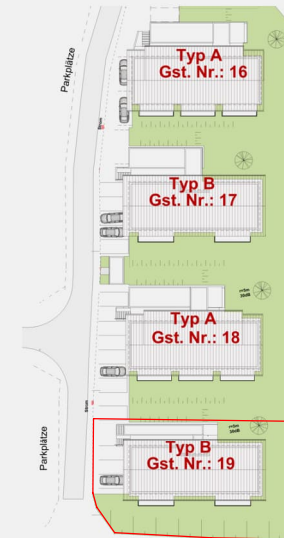 Parkplätze
Typ A
Gst. Nr.: 16
Typ B
Gst. Nr.: 17
Typ A
Gst. Nr.: 18
Typ B
Gst. Nr.: 19
Parkplätze